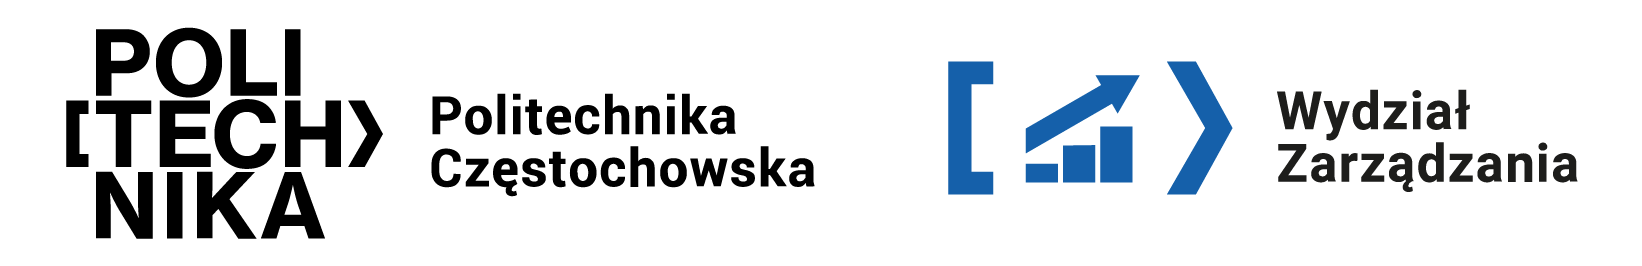 POLI
[TECH>
NIKA
Politechnika
Częstochowska
Wydział
Zarządzania